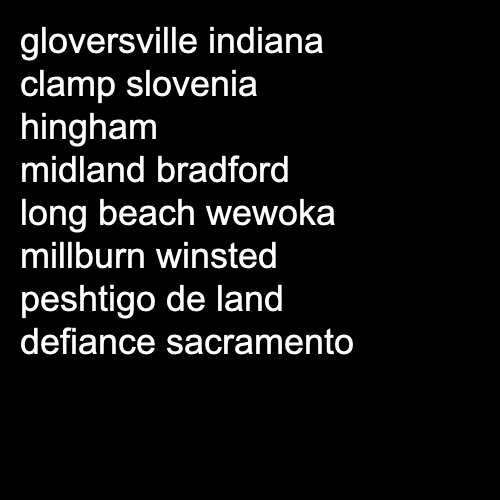 gloversville indiana
clamp slovenia
hingham
midland bradford
long beach wewoka
millburn winsted
peshtigo de land
defiance sacramento